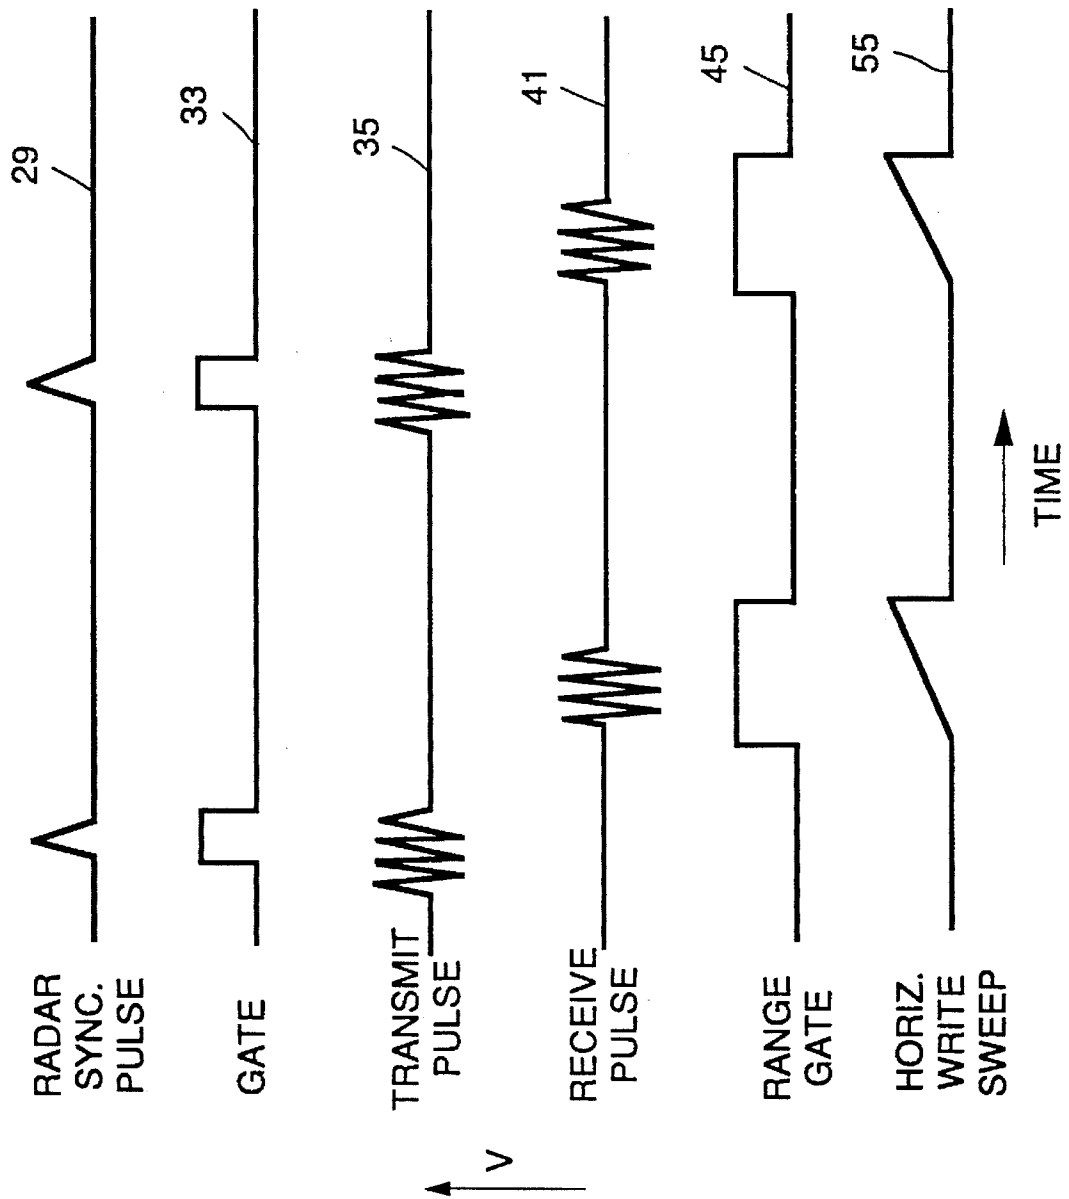 RADAR
SYNC.
PULSE
29
GATE
33
TRANSMIT
PULSE
35
RECEIVE
PULSE
41
RANGE
GATE
45
HORIZ.
WRITE
SWEEP
55
V
TIME